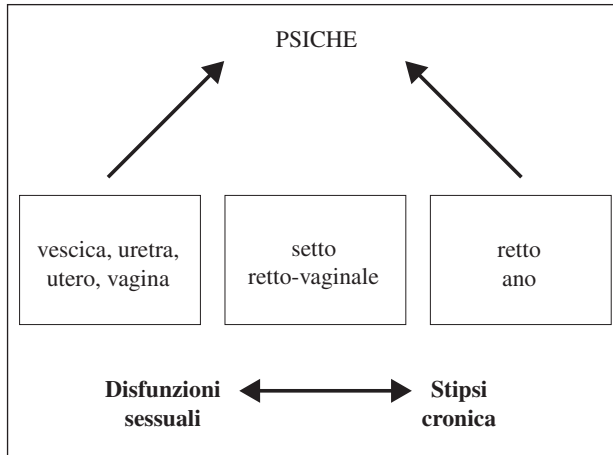 PSICHE
vescica, uretra,
utero, vagina
setto
retto-vaginale
retto
ano
Disfunzioni
sessuali
Stipsi
cronica